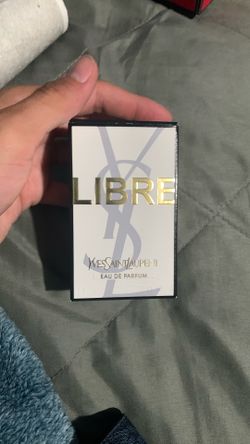 LIBRE
YVESSAINTLAURENT
EAU DE PARFUM